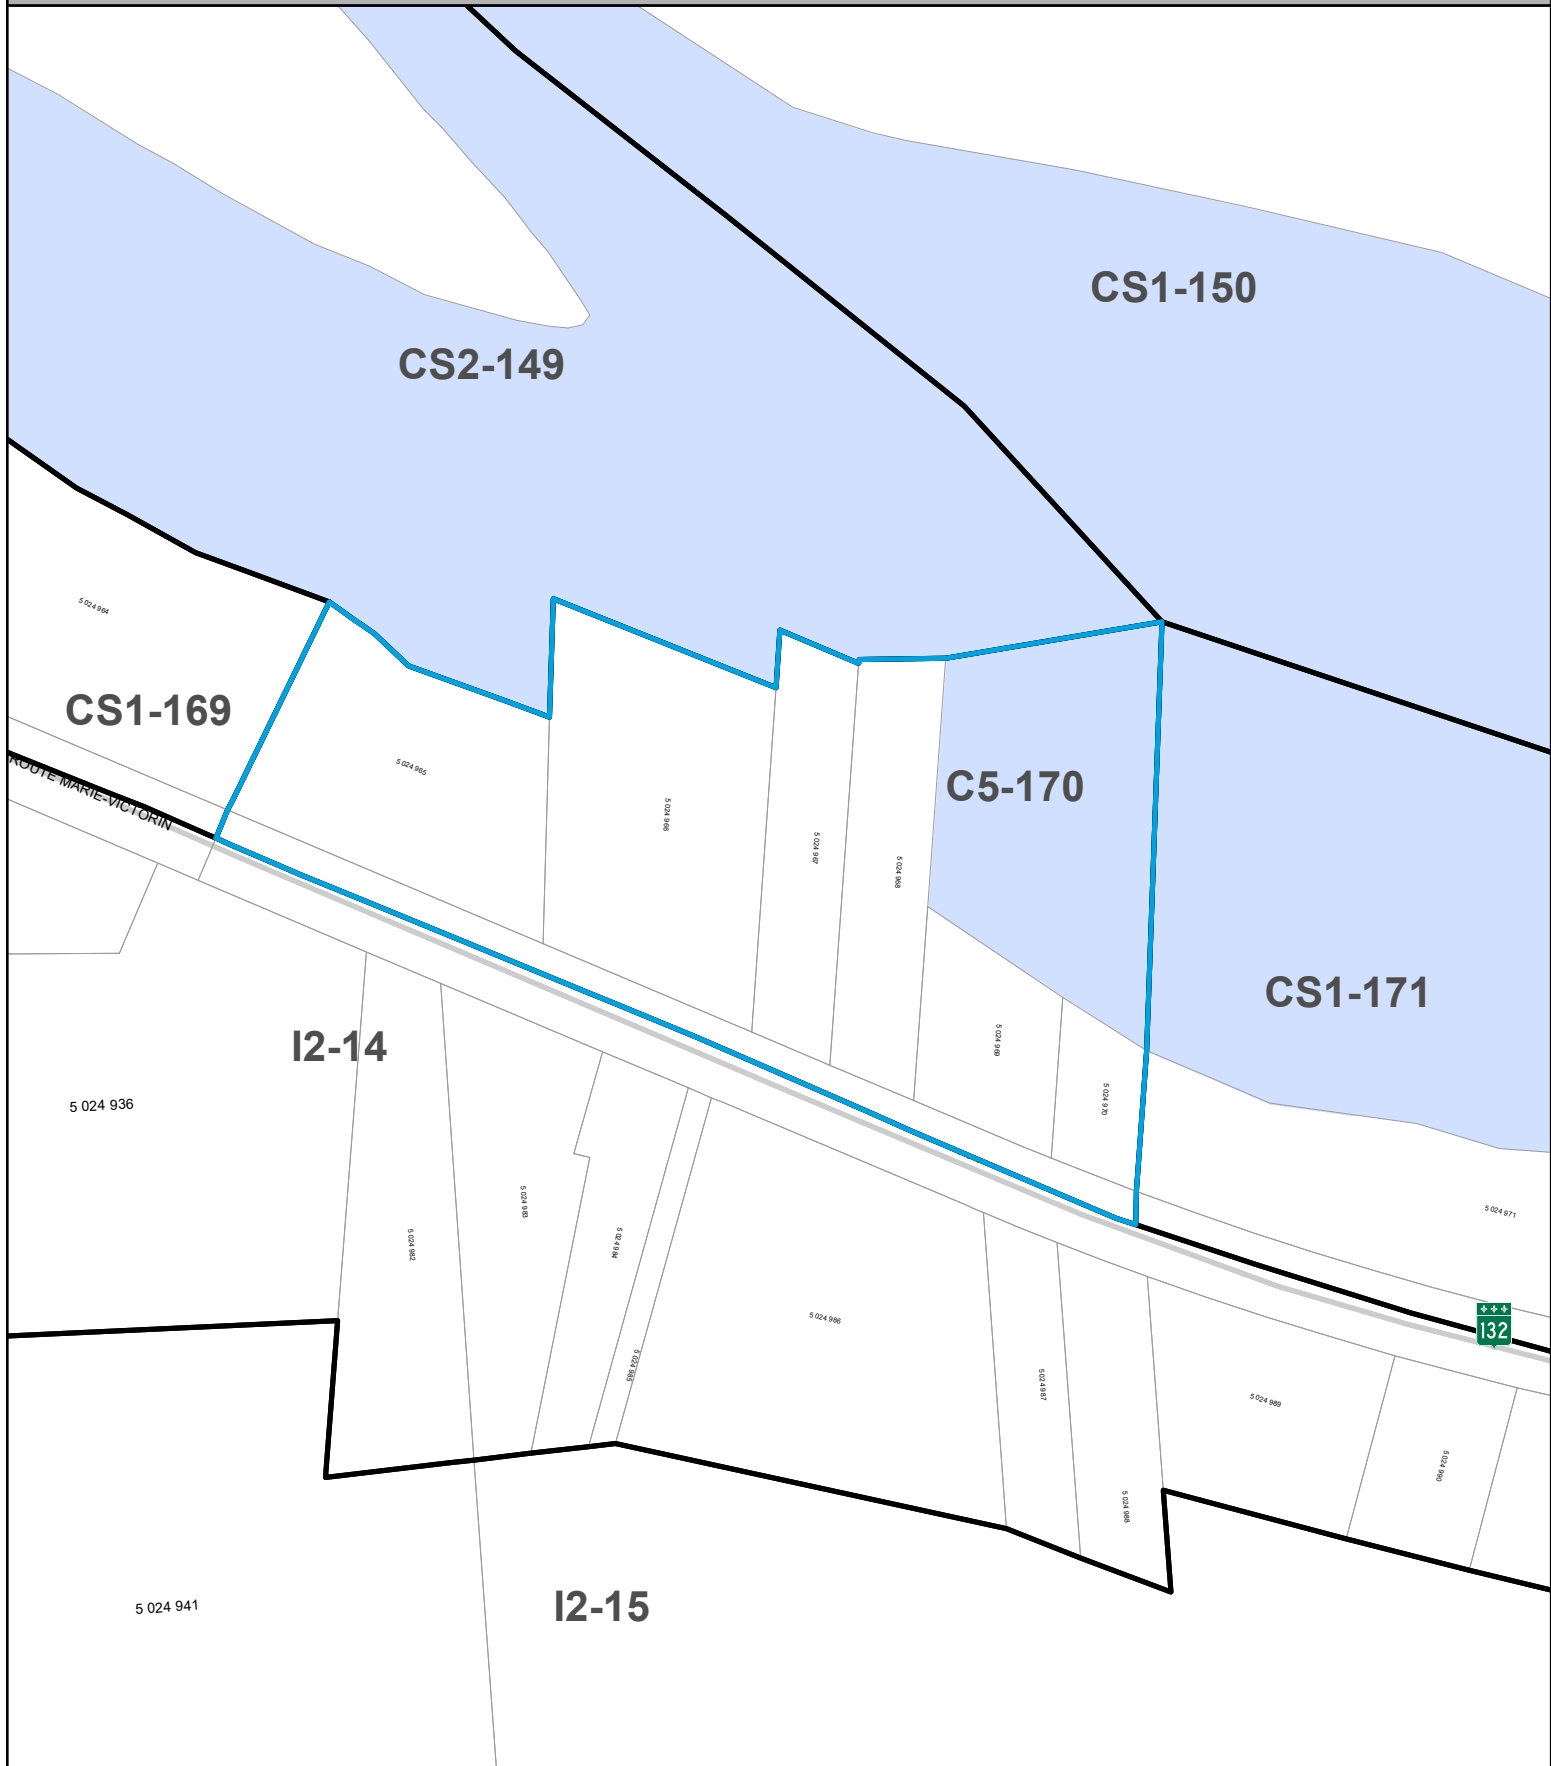 CS1-150
CS2-149
5 024 964
CS1-169
5 024 965
ROUTE MARIE-VICTORIN
5 024 966
5 024 967
5 024 968
C5-170
CS1-171
I2-14
5 024 969
5 024 970
5 024 936
5 024 982
5 024 983
5 024 984
5 024 985
5 024 986
5 024 971
132
5 024 987
5 024 988
5 024 989
5 024 990
5 024 941
I2-15